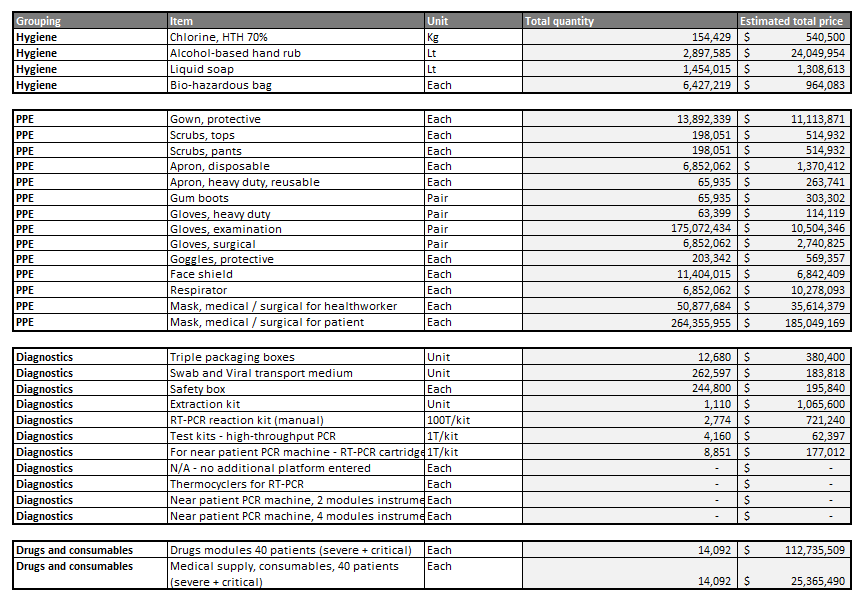 Grouping Item Unit Total quantity Estimated total price
Hygiene Chlorine, HTH 70% Kg 154,429 $ 540,500
Hygiene Alcohol-based hand rub Lt 2,897,585 $ 24,049,954
Hygiene Liquid soap Lt 1,454,015 $ 1,308,613
Hygiene Bio-hazardous bag Each 6,427,219 $ 964,083
PPE Gown, protective Each 13,892,339 $ 11,113,871
PPE Scrubs, tops Each 198,051 $ 514,932
PPE Scrubs, pants Each 198,051 $ 514,932
PPE Apron, disposable Each 6,852,062 $ 1,370,412
PPE Apron, heavy duty, reusable Each 65,935 $ 263,741
PPE Gum boots Pair 65,935 $ 303,302
PPE Gloves, heavy duty Pair 63,399 $ 114,119
PPE Gloves, examination Pair 175,072,434 $ 10,504,346
PPE Gloves, surgical Pair 6,852,062 $ 2,740,825
PPE Goggles, protective Each 203,342 $ 569,357
PPE Face shield Each 11,404,015 $ 6,842,409
PPE Respirator Each 6,852,062 $ 10,278,093
PPE Mask, medical / surgical for healthworker Each 50,877,684 $ 35,614,379
PPE Mask, medical / surgical for patient Each 264,355,955 $ 185,049,169
Diagnostics Triple packaging boxes Unit 12,680 $ 380,400
Diagnostics Swab and Viral transport medium Unit 262,597 $ 183,818
Diagnostics Safety box Each 244,800 $ 195,840
Diagnostics Extraction kit Unit 1,110 $ 1,065,600
Diagnostics RT-PCR reaction kit (manual) 100T/kit 2,774 $ 721,240
Diagnostics Test kits - high-throughput PCR 1T/kit 4,160 $ 62,397
Diagnostics For near patient PCR machine - RT-PCR cartridge 1T/kit 8,851 $ 177,012
Diagnostics N/A - no additional platform entered Each - $ -
Diagnostics Thermocyclers for RT-PCR Each - $ -
Diagnostics Near patient PCR machine, 2 modules instrume Each - $ -
Diagnostics Near patient PCR machine, 4 modules instrume Each - $ -
Drugs and consumables Drugs modules 40 patients (severe + critical) Each 14,092 $ 112,735,509
Drugs and consumables Medical supply, consumables, 40 patients Each
(severe + critical) 14,092 $ 25,365,490